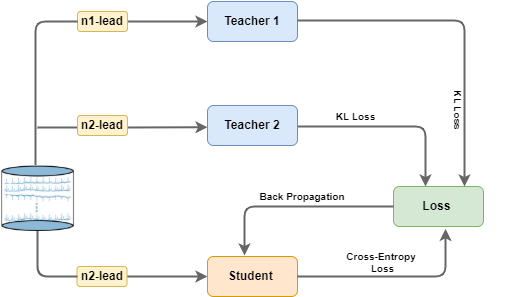 n1-lead
Teacher 1
n2-lead
Teacher 2
KL Loss
KL Loss
Back Propagation
Loss
n2-lead
Student
Cross-Entropy
Loss